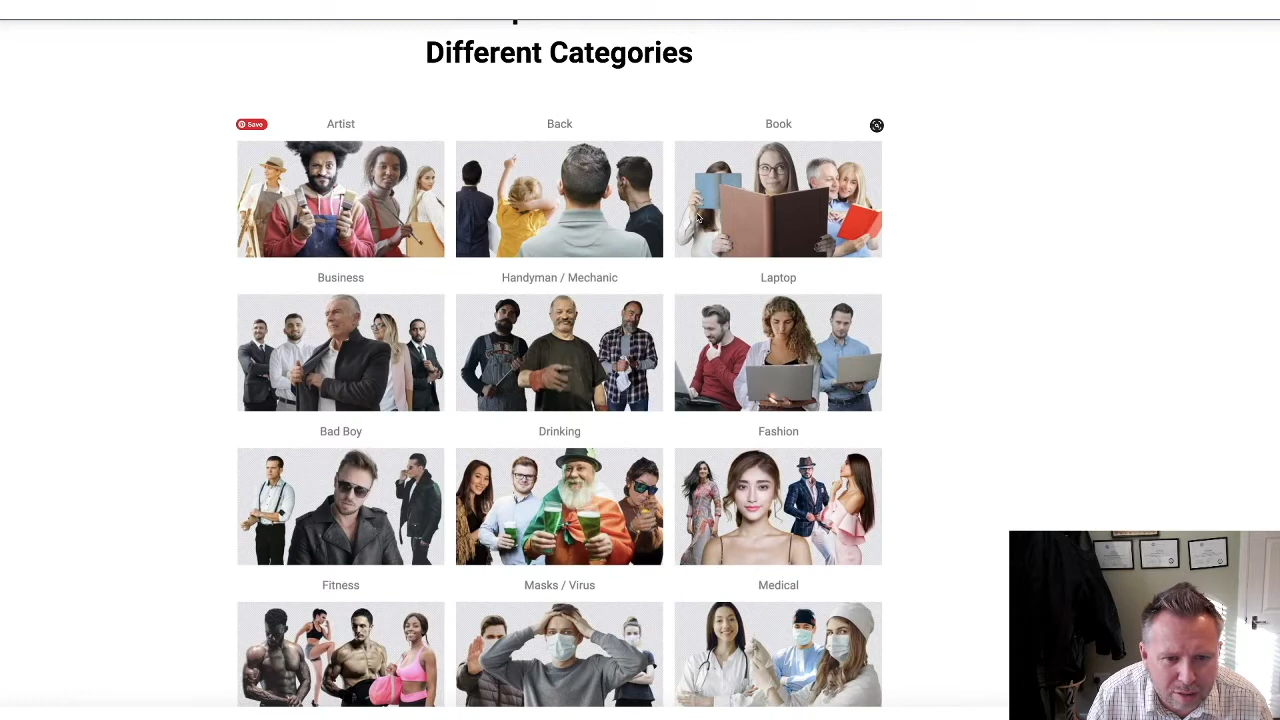 Different Categories
Save
Artist
Back
Book
Business
Handyman / Mechanic
Laptop
Bad Boy
Drinking
Fashion
Fitness
Masks / Virus
Medical